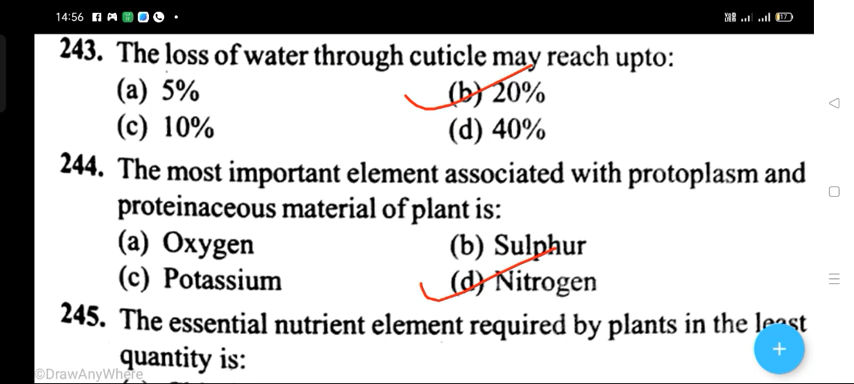 14:56
17
243. The loss of water through cuticle may reach upto:
(a) 5% (b) 20%
(c) 10% (d) 40%
244. The most important element associated with protoplasm and
proteinaceous material of plant is:
(a) Oxygen (b) Sulphur
(c) Potassium (d) Nitrogen
245. The essential nutrient element required by plants in the least
quantity is:
©DrawAnyWhere